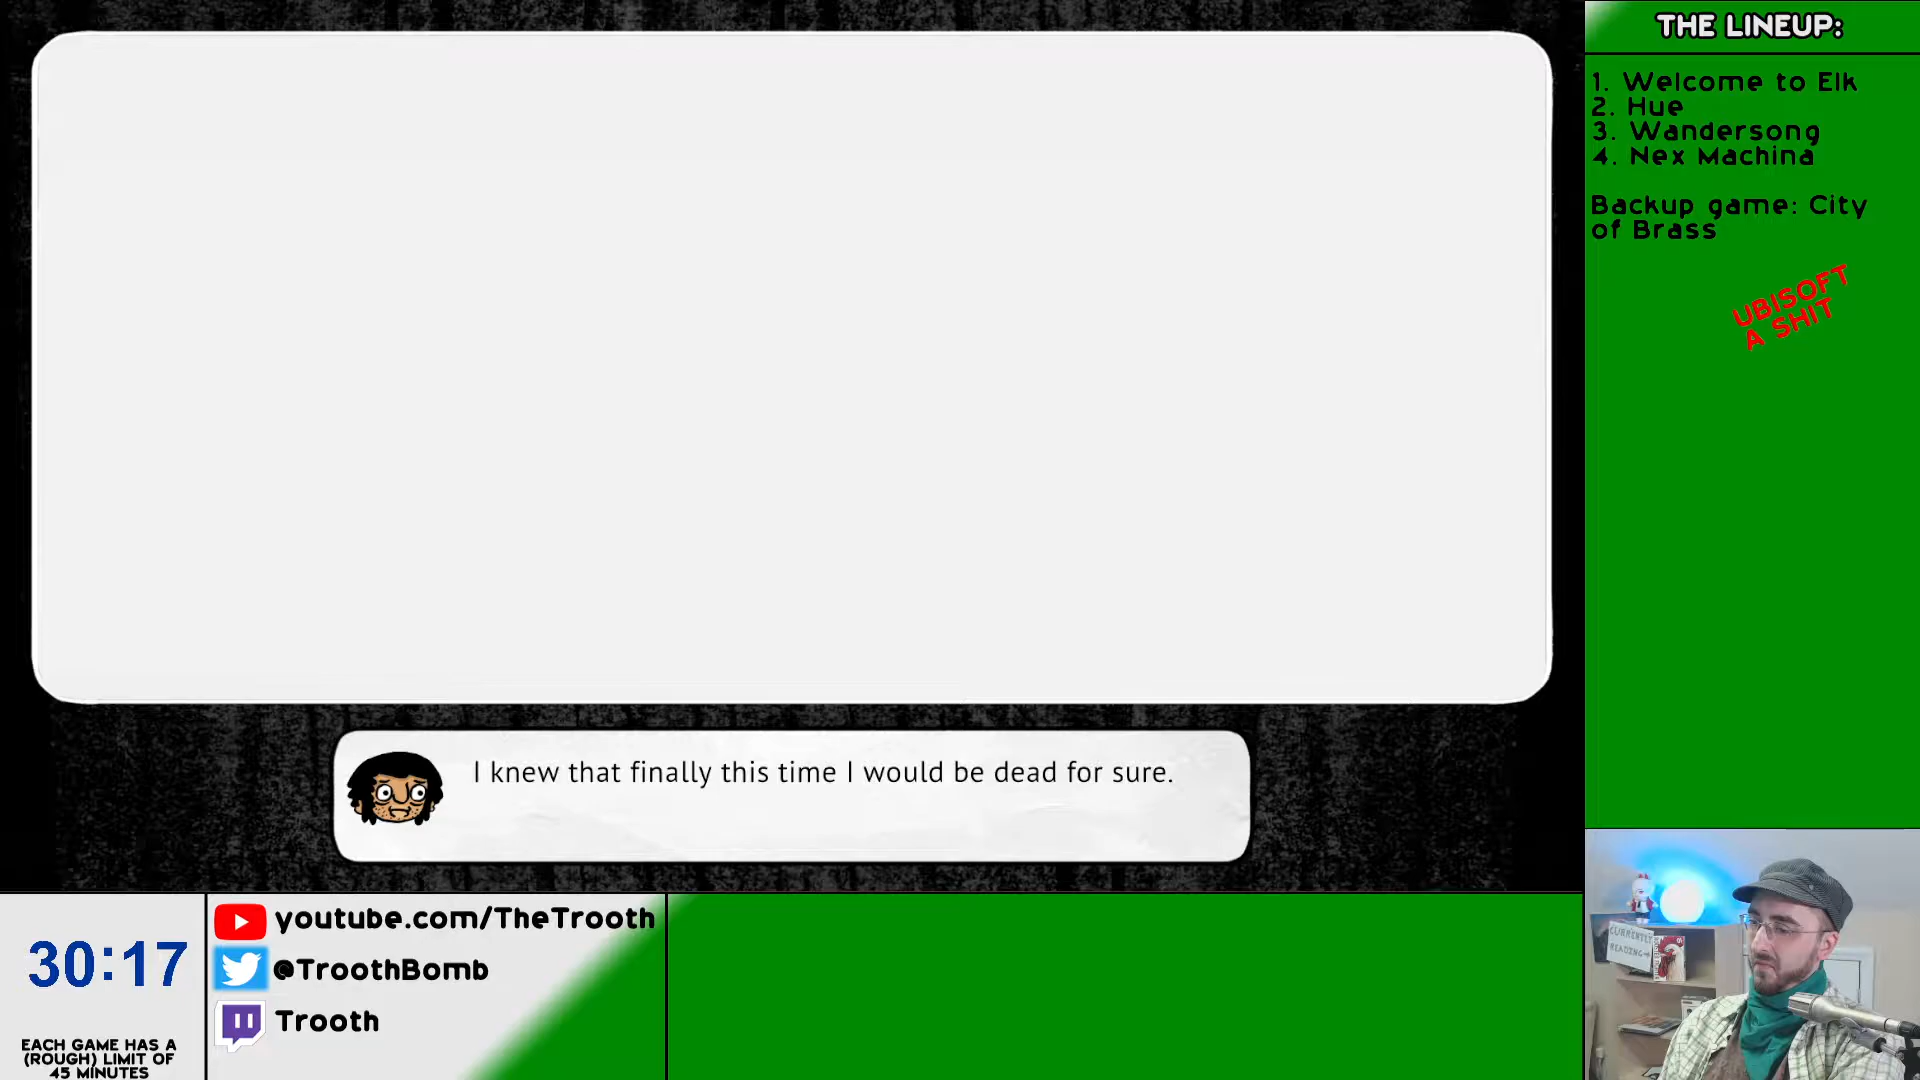 THE LINEUP:
1. Welcome to Elk
2. Hue
3. Wandersong
4. Nex Machina
Backup game: City
of Brass
UBISOFT
A SHIT
I knew that finally this time I would be dead for sure.
30:17
EACH GAME HAS A
(ROUGH) LIMIT OF
45 MINUTES
youtube.com/TheTrooth
@TroothBomb
Trooth
CURRENTLY
READING→